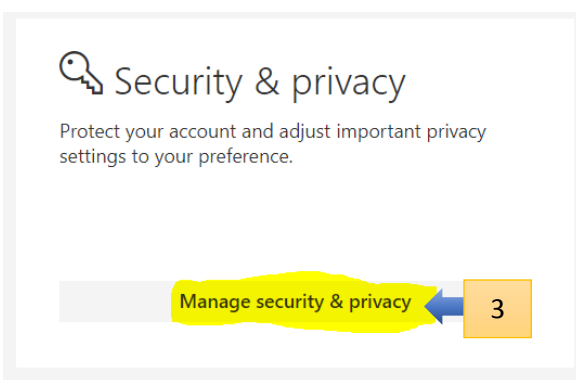 Security & privacy
Protect your account and adjust important privacy
settings to your preference.
Manage security & privacy
3